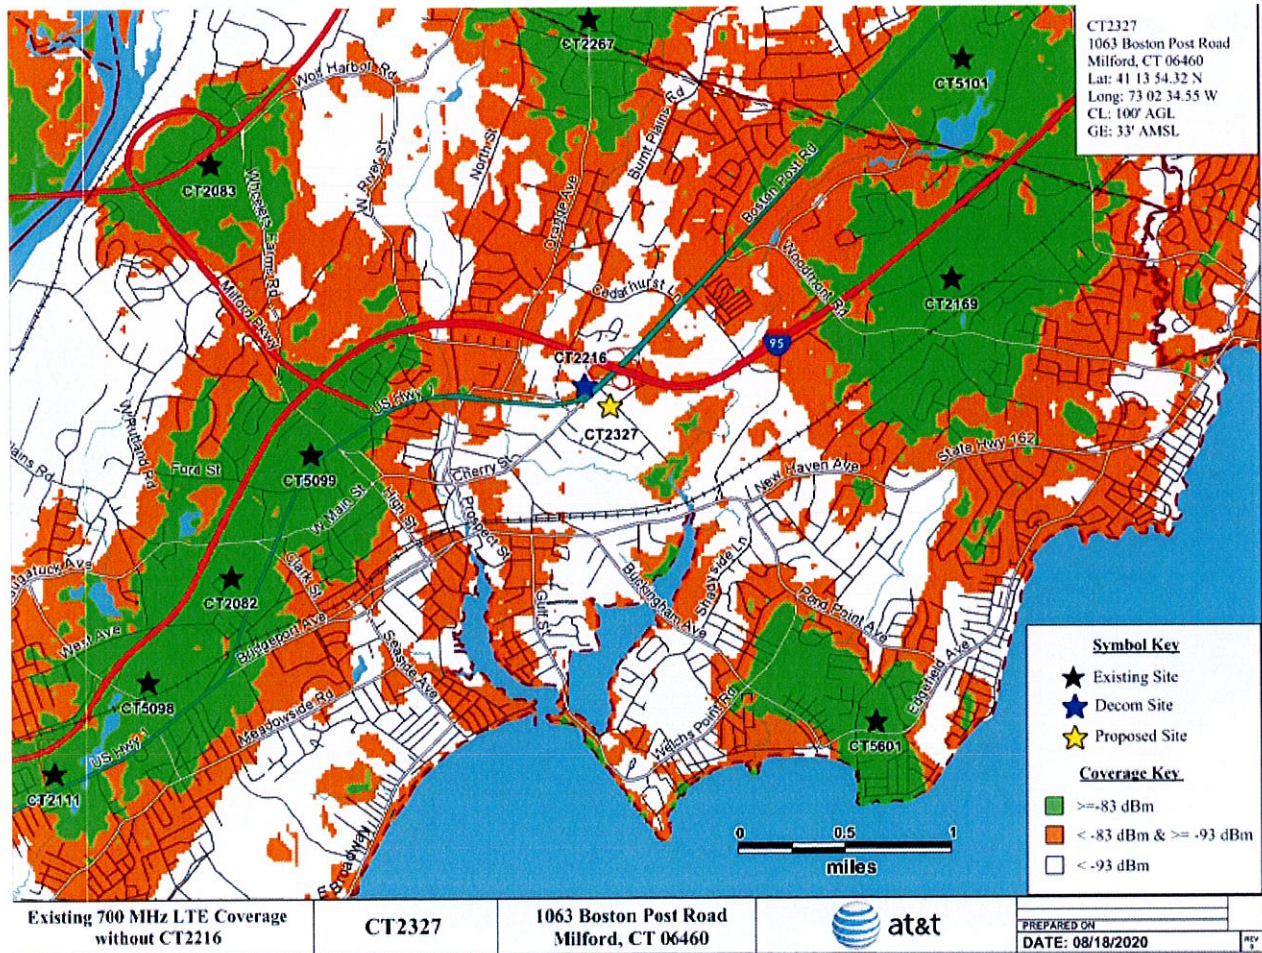 CT2327
1063 Boston Post Road
Milford, CT 06460
Lat: 41 13 54.32 N
Long: 73 02 34.55 W
CL: 100' AGL
GE: 33' AMSL
CT2267
CT5101
Wolf Harbor Rd
CT2083
Wheelers Farms Rd
W River St
North St
Orange Ave
Burnt Plains Rd
Boston Post Rd
Woodmont Rd
CT2169
Milford Pkwy
Cedarhurst Ln
95
CT2216
US Hwy 1
CT2327
W Rutland Rd
Ford St
CT5099
Cherry St
W Main St
High St
Prospect St
New Haven Ave
State Hwy 162
CT2082
Clark St
Gulf St
Buckingham Ave
Shadyside Ln
Pond Point Ave
West Ave
Bridgeport Ave
Seaside Ave
CT5098
Meadowside Rd
US Hwy 1
CT2111
E Broadway
Welchs Point Rd
Edgefield Ave
CT5601
0 0.5 1
miles
Symbol Key
Existing Site
Decom Site
Proposed Site
Coverage Key
>=-83 dBm
< -83 dBm & >= -93 dBm
< -93 dBm
Existing 700 MHz LTE Coverage
without CT2216
CT2327
1063 Boston Post Road
Milford, CT 06460
at&t
PREPARED ON
DATE: 08/18/2020
REV